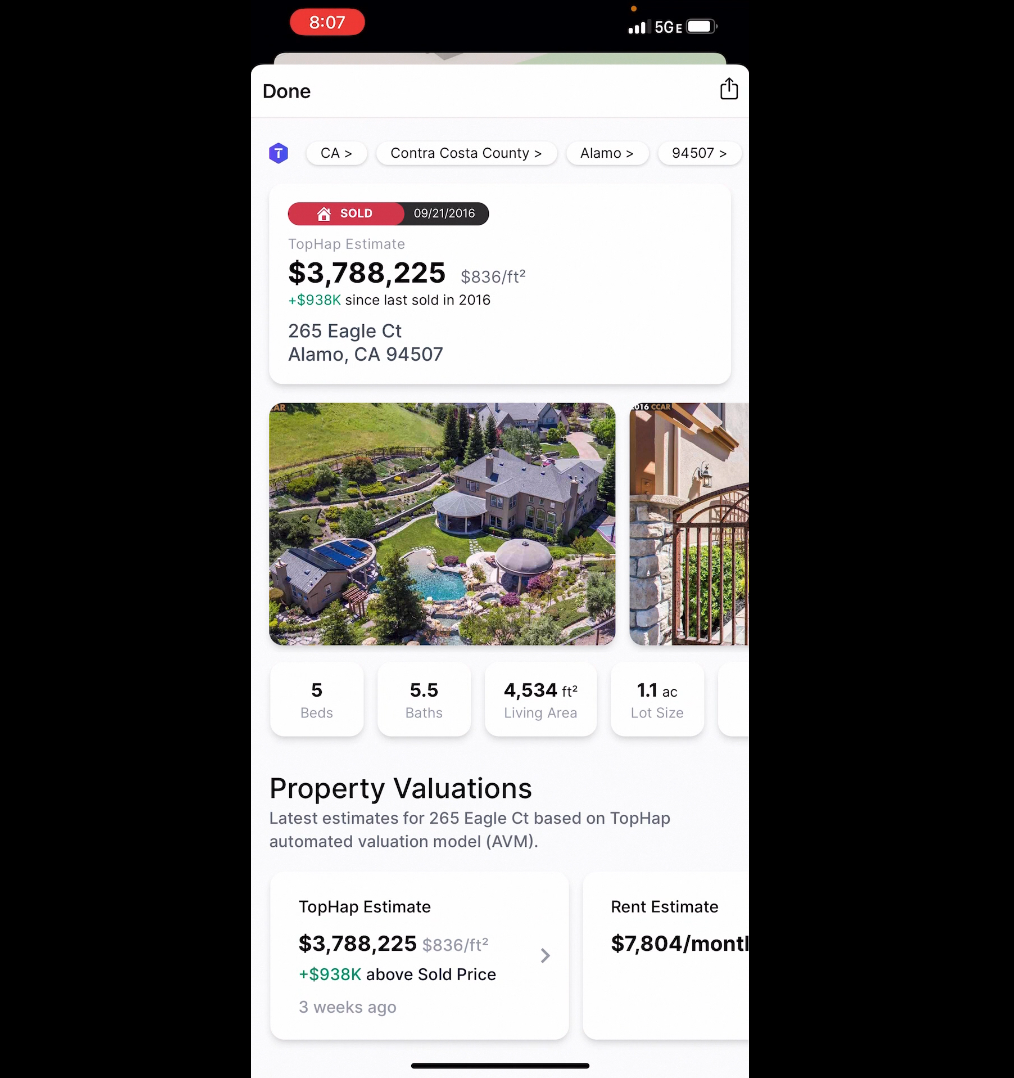 8:07
5GE
Done
T
CA >
Contra Costa County >
Alamo >
94507 >
SOLD 09/21/2016
TopHap Estimate
$3,788,225 $836/ft²
+$938K since last sold in 2016
265 Eagle Ct
Alamo, CA 94507
AR
016 CCAR
5
Beds
5.5
Baths
4,534 ft²
Living Area
1.1 ac
Lot Size
Property Valuations
Latest estimates for 265 Eagle Ct based on TopHap
automated valuation model (AVM).
TopHap Estimate
$3,788,225 $836/ft²
+$938K above Sold Price
3 weeks ago
Rent Estimate
$7,804/montl